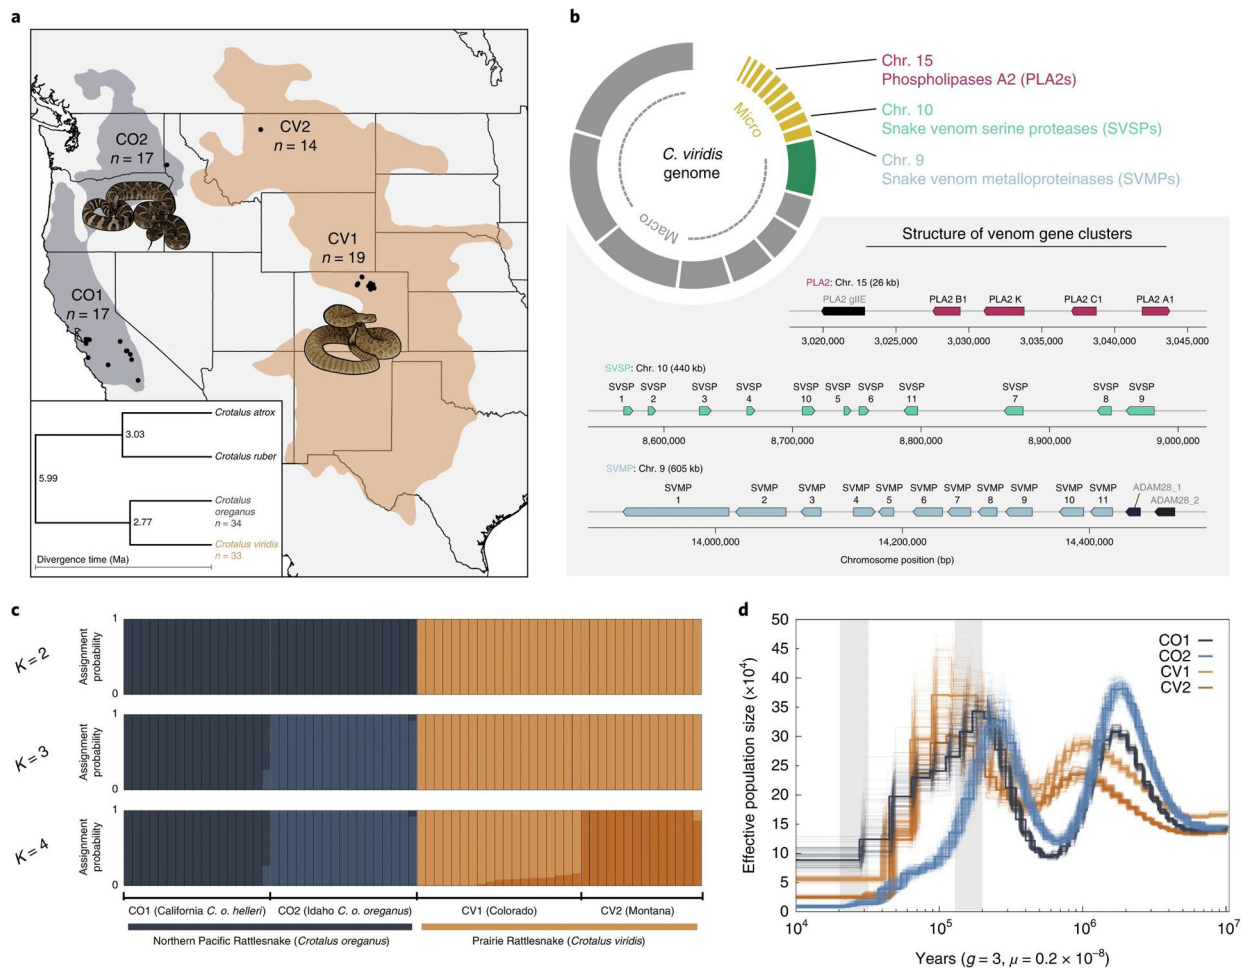 a
CO2
n = 17
CV2
n = 14
CV1
n = 19
CO1
n = 17
Crotalus atrox
3.03
Crotalus ruber
5.99
Crotalus
oreganus
n = 34
2.77
Crotalus viridis
n = 33
Divergence time (Ma)
b
Chr. 15
Phospholipases A2 (PLA2s)
Micro
Chr. 10
Snake venom serine proteases (SVSPs)
C. viridis
genome
Chr. 9
Snake venom metalloproteinases (SVMPs)
Macro
Structure of venom gene clusters
PLA2: Chr. 15 (26 kb)
PLA2 gIIE PLA2 B1 PLA2 K PLA2 C1 PLA2 A1
3,020,000 3,025,000 3,030,000 3,035,000 3,040,000 3,045,000
SVSP: Chr. 10 (440 kb)
SVSP SVSP SVSP SVSP SVSP SVSP SVSP SVSP SVSP SVSP SVSP
1 2 3 4 10 5 6 11 7 8 9
8,600,000 8,700,000 8,800,000 8,900,000 9,000,000
SVMP: Chr. 9 (605 kb)
SVMP SVMP SVMP SVMP SVMP SVMP SVMP SVMP SVMP SVMP SVMP ADAM28_1
1 2 3 4 5 6 7 8 9 10 11 ADAM28_2
14,000,000 14,200,000 14,400,000
Chromosome position (bp)
c
K = 2
Assignment
probability
1
0
K = 3
Assignment
probability
1
0
K = 4
Assignment
probability
1
0
CO1 (California C. o. helleri) CO2 (Idaho C. o. oreganus) CV1 (Colorado) CV2 (Montana)
Northern Pacific Rattlesnake (Crotalus oreganus) Prairie Rattlesnake (Crotalus viridis)
d
Effective population size (×10⁴)
50
45
40
35
30
25
20
15
10
5
0
CO1
CO2
CV1
CV2
10⁴ 10⁵ 10⁶ 10⁷
Years (g = 3, μ = 0.2 × 10⁻⁸)